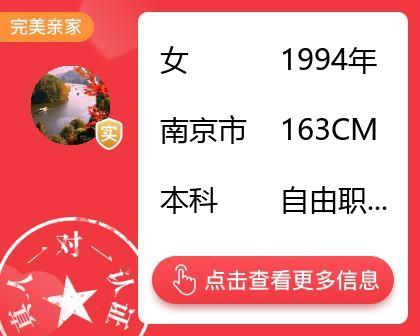 完美亲家
女 1994年
南京市 163CM
本科 自由职...
实
真人一对一认证
点击查看更多信息